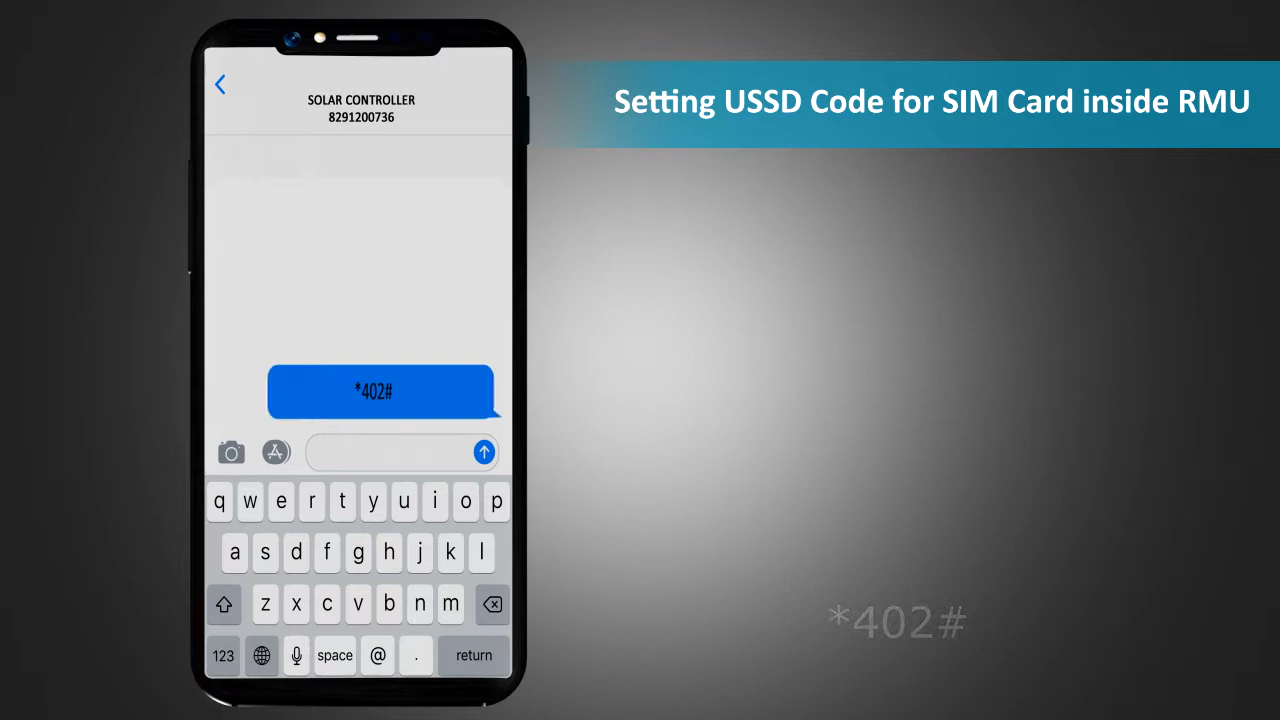 Setting USSD Code for SIM Card inside RMU
SOLAR CONTROLLER
8291200736
*402#
q w e r t y u i o p
a s d f g h j k l
z x c v b n m
123 space @ . return
*402#